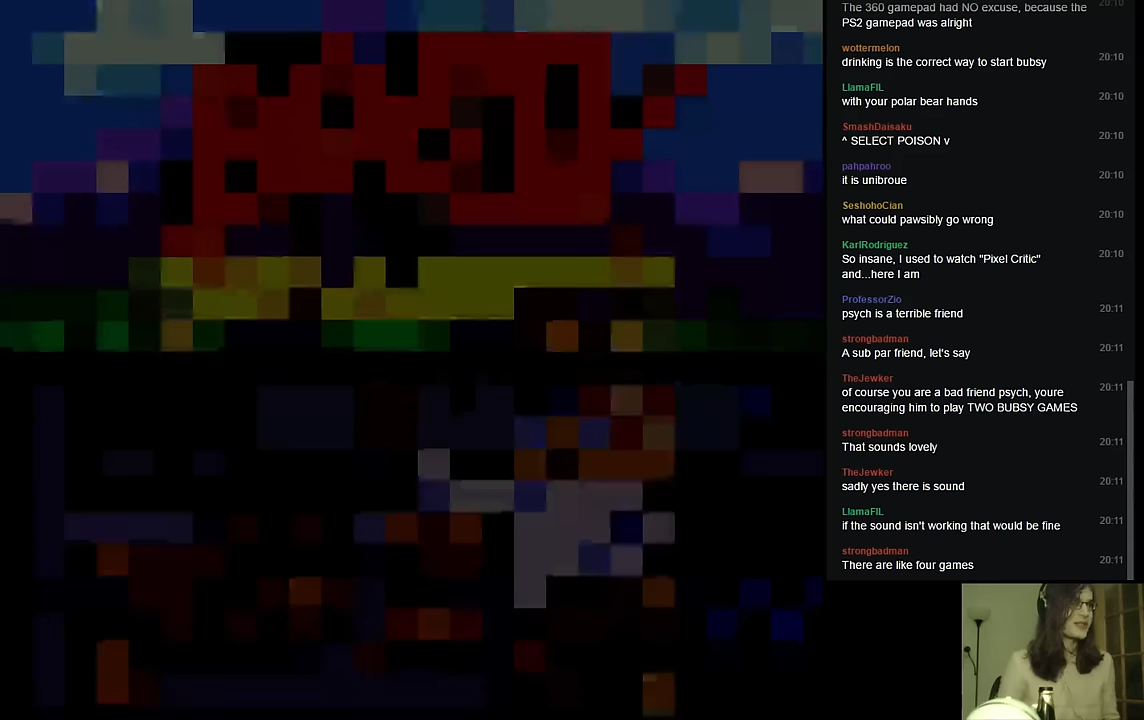 The 360 gamepad had NO excuse, because the
20:10
PS2 gamepad was alright
wottermelon
drinking is the correct way to start bubsy
20:10
LlamaFIL
with your polar bear hands
20:10
SmashDaisaku
^ SELECT POISON v
20:10
pahpahroo
it is unibroue
20:10
SeshohoCian
what could pawsibly go wrong
20:10
KarlRodriguez
So insane, I used to watch "Pixel Critic"
20:10
and...here I am
ProfessorZio
psych is a terrible friend
20:11
strongbadman
A sub par friend, let's say
20:11
TheJewker
of course you are a bad friend psych, youre
20:11
encouraging him to play TWO BUBSY GAMES
strongbadman
That sounds lovely
20:11
TheJewker
sadly yes there is sound
20:11
LlamaFIL
if the sound isn't working that would be fine
20:11
strongbadman
There are like four games
20:11